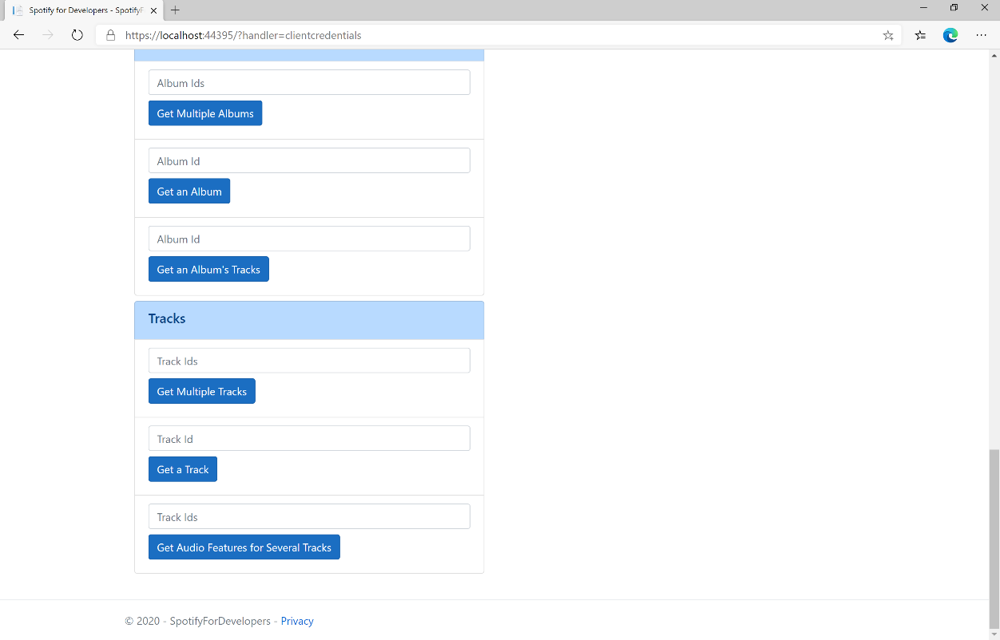 Spotify for Developers - SpotifyF
https://localhost:44395/?handler=clientcredentials
Album Ids
Get Multiple Albums
Album Id
Get an Album
Album Id
Get an Album's Tracks
Tracks
Track Ids
Get Multiple Tracks
Track Id
Get a Track
Track Ids
Get Audio Features for Several Tracks
© 2020 - SpotifyForDevelopers - Privacy